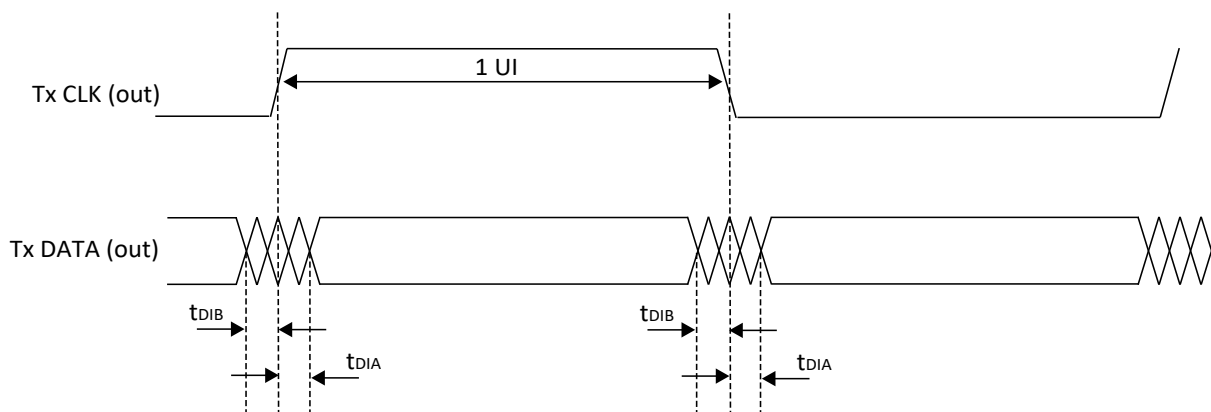 1 UI
Tx CLK (out)
Tx DATA (out)
tDIB
tDIB
tDIA
tDIA